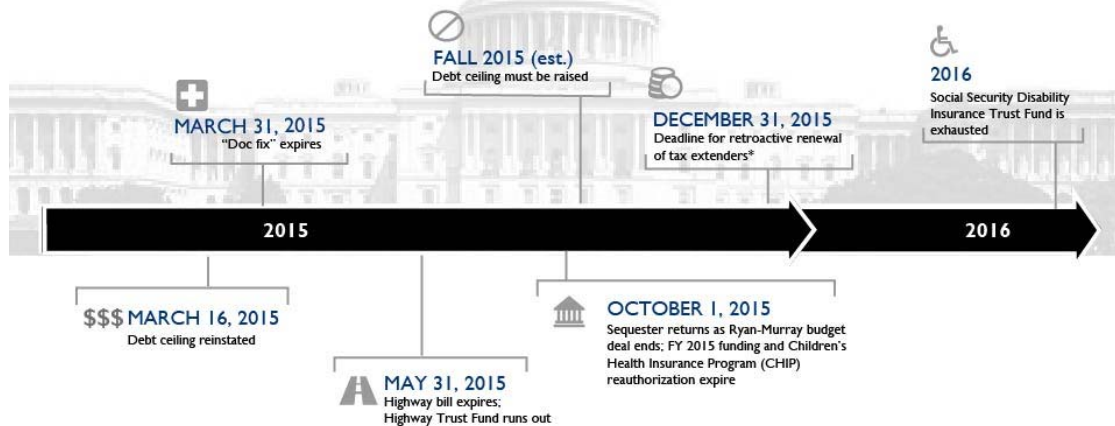 FALL 2015 (est.)
Debt ceiling must be raised
2016
Social Security Disability
Insurance Trust Fund is
exhausted
MARCH 31, 2015
"Doc fix" expires
DECEMBER 31, 2015
Deadline for retroactive renewal
of tax extenders*
2015
2016
$$$ MARCH 16, 2015
Debt ceiling reinstated
OCTOBER 1, 2015
Sequester returns as Ryan-Murray budget
deal ends; FY 2015 funding and Children's
Health Insurance Program (CHIP)
reauthorization expire
MAY 31, 2015
Highway bill expires;
Highway Trust Fund runs out